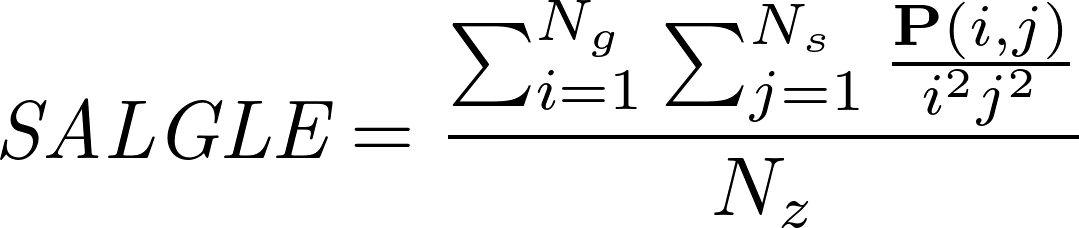 SALGLE = \frac{\sum_{i=1}^{N_g} \sum_{j=1}^{N_s} \frac{\mathbf{P}(i,j)}{i^2 j^2}}{N_z}